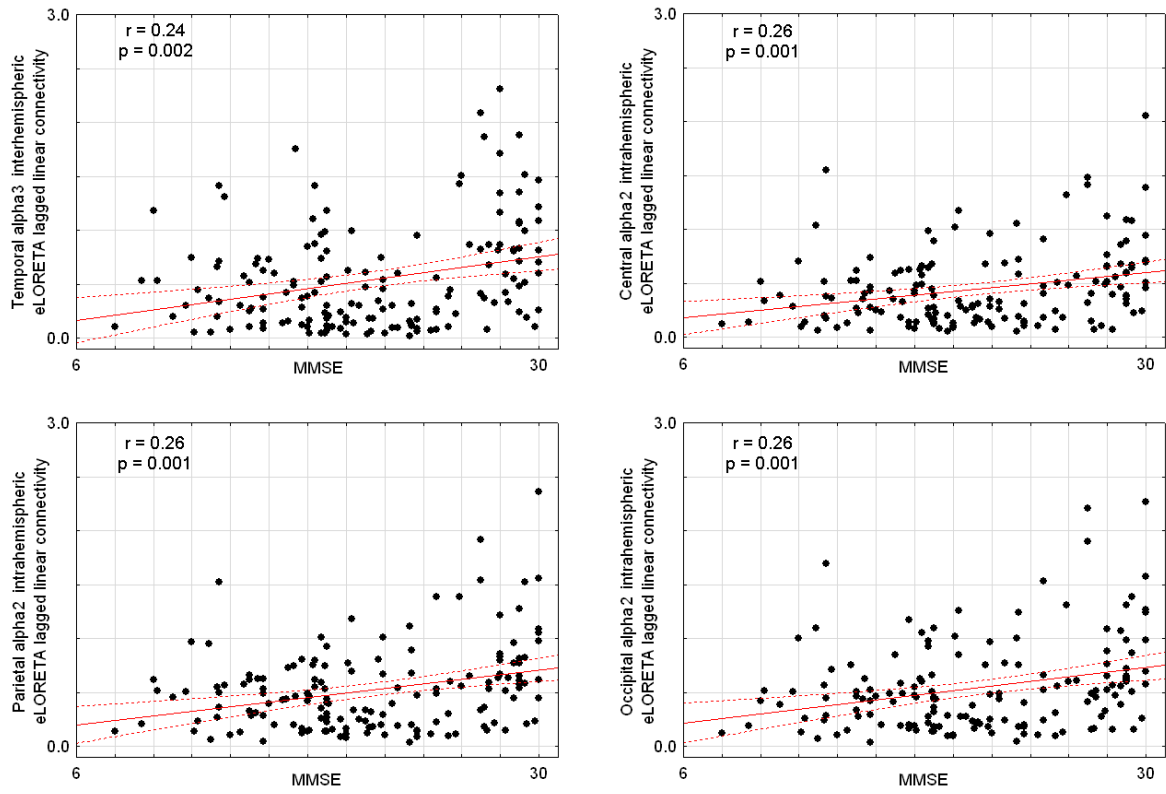 3.0
r = 0.24
p = 0.002
Temporal alpha3 interhemispheric
eLORETA lagged linear connectivity
0.0
6
MMSE
30
3.0
r = 0.26
p = 0.001
Central alpha2 intrahemispheric
eLORETA lagged linear connectivity
0.0
6
MMSE
30
3.0
r = 0.26
p = 0.001
Parietal alpha2 intrahemispheric
eLORETA lagged linear connectivity
0.0
6
MMSE
30
3.0
r = 0.26
p = 0.001
Occipital alpha2 intrahemispheric
eLORETA lagged linear connectivity
0.0
6
MMSE
30